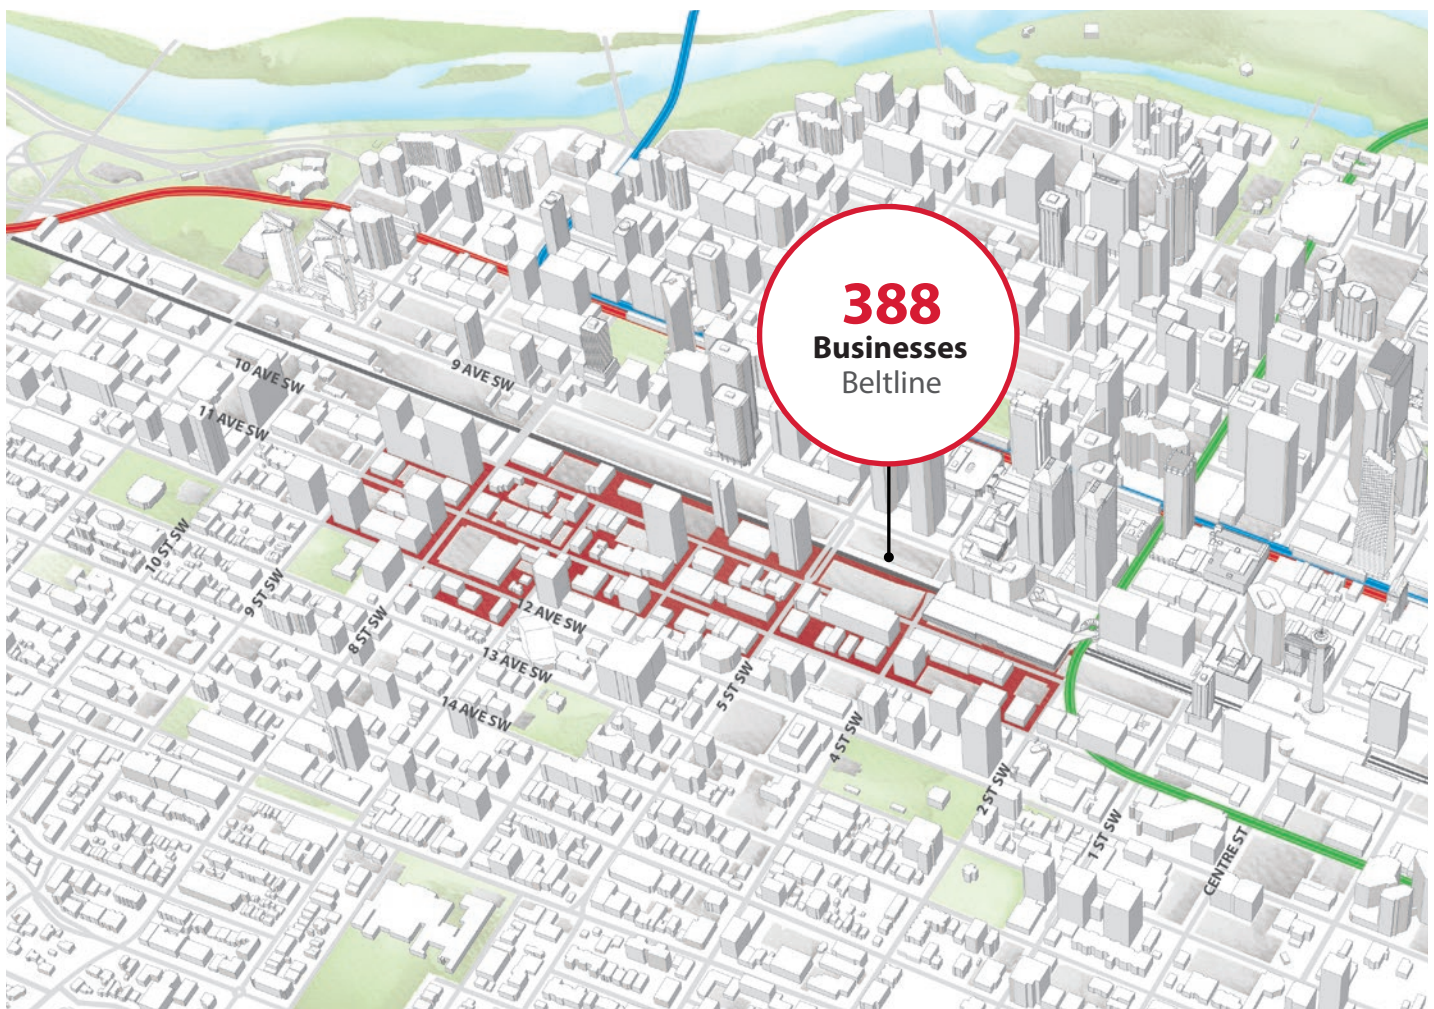 388
Businesses
Beltline
9 AVE SW
10 AVE SW
11 AVE SW
12 AVE SW
13 AVE SW
14 AVE SW
10 ST SW
9 ST SW
8 ST SW
5 ST SW
4 ST SW
2 ST SW
1 ST SW
CENTRE ST